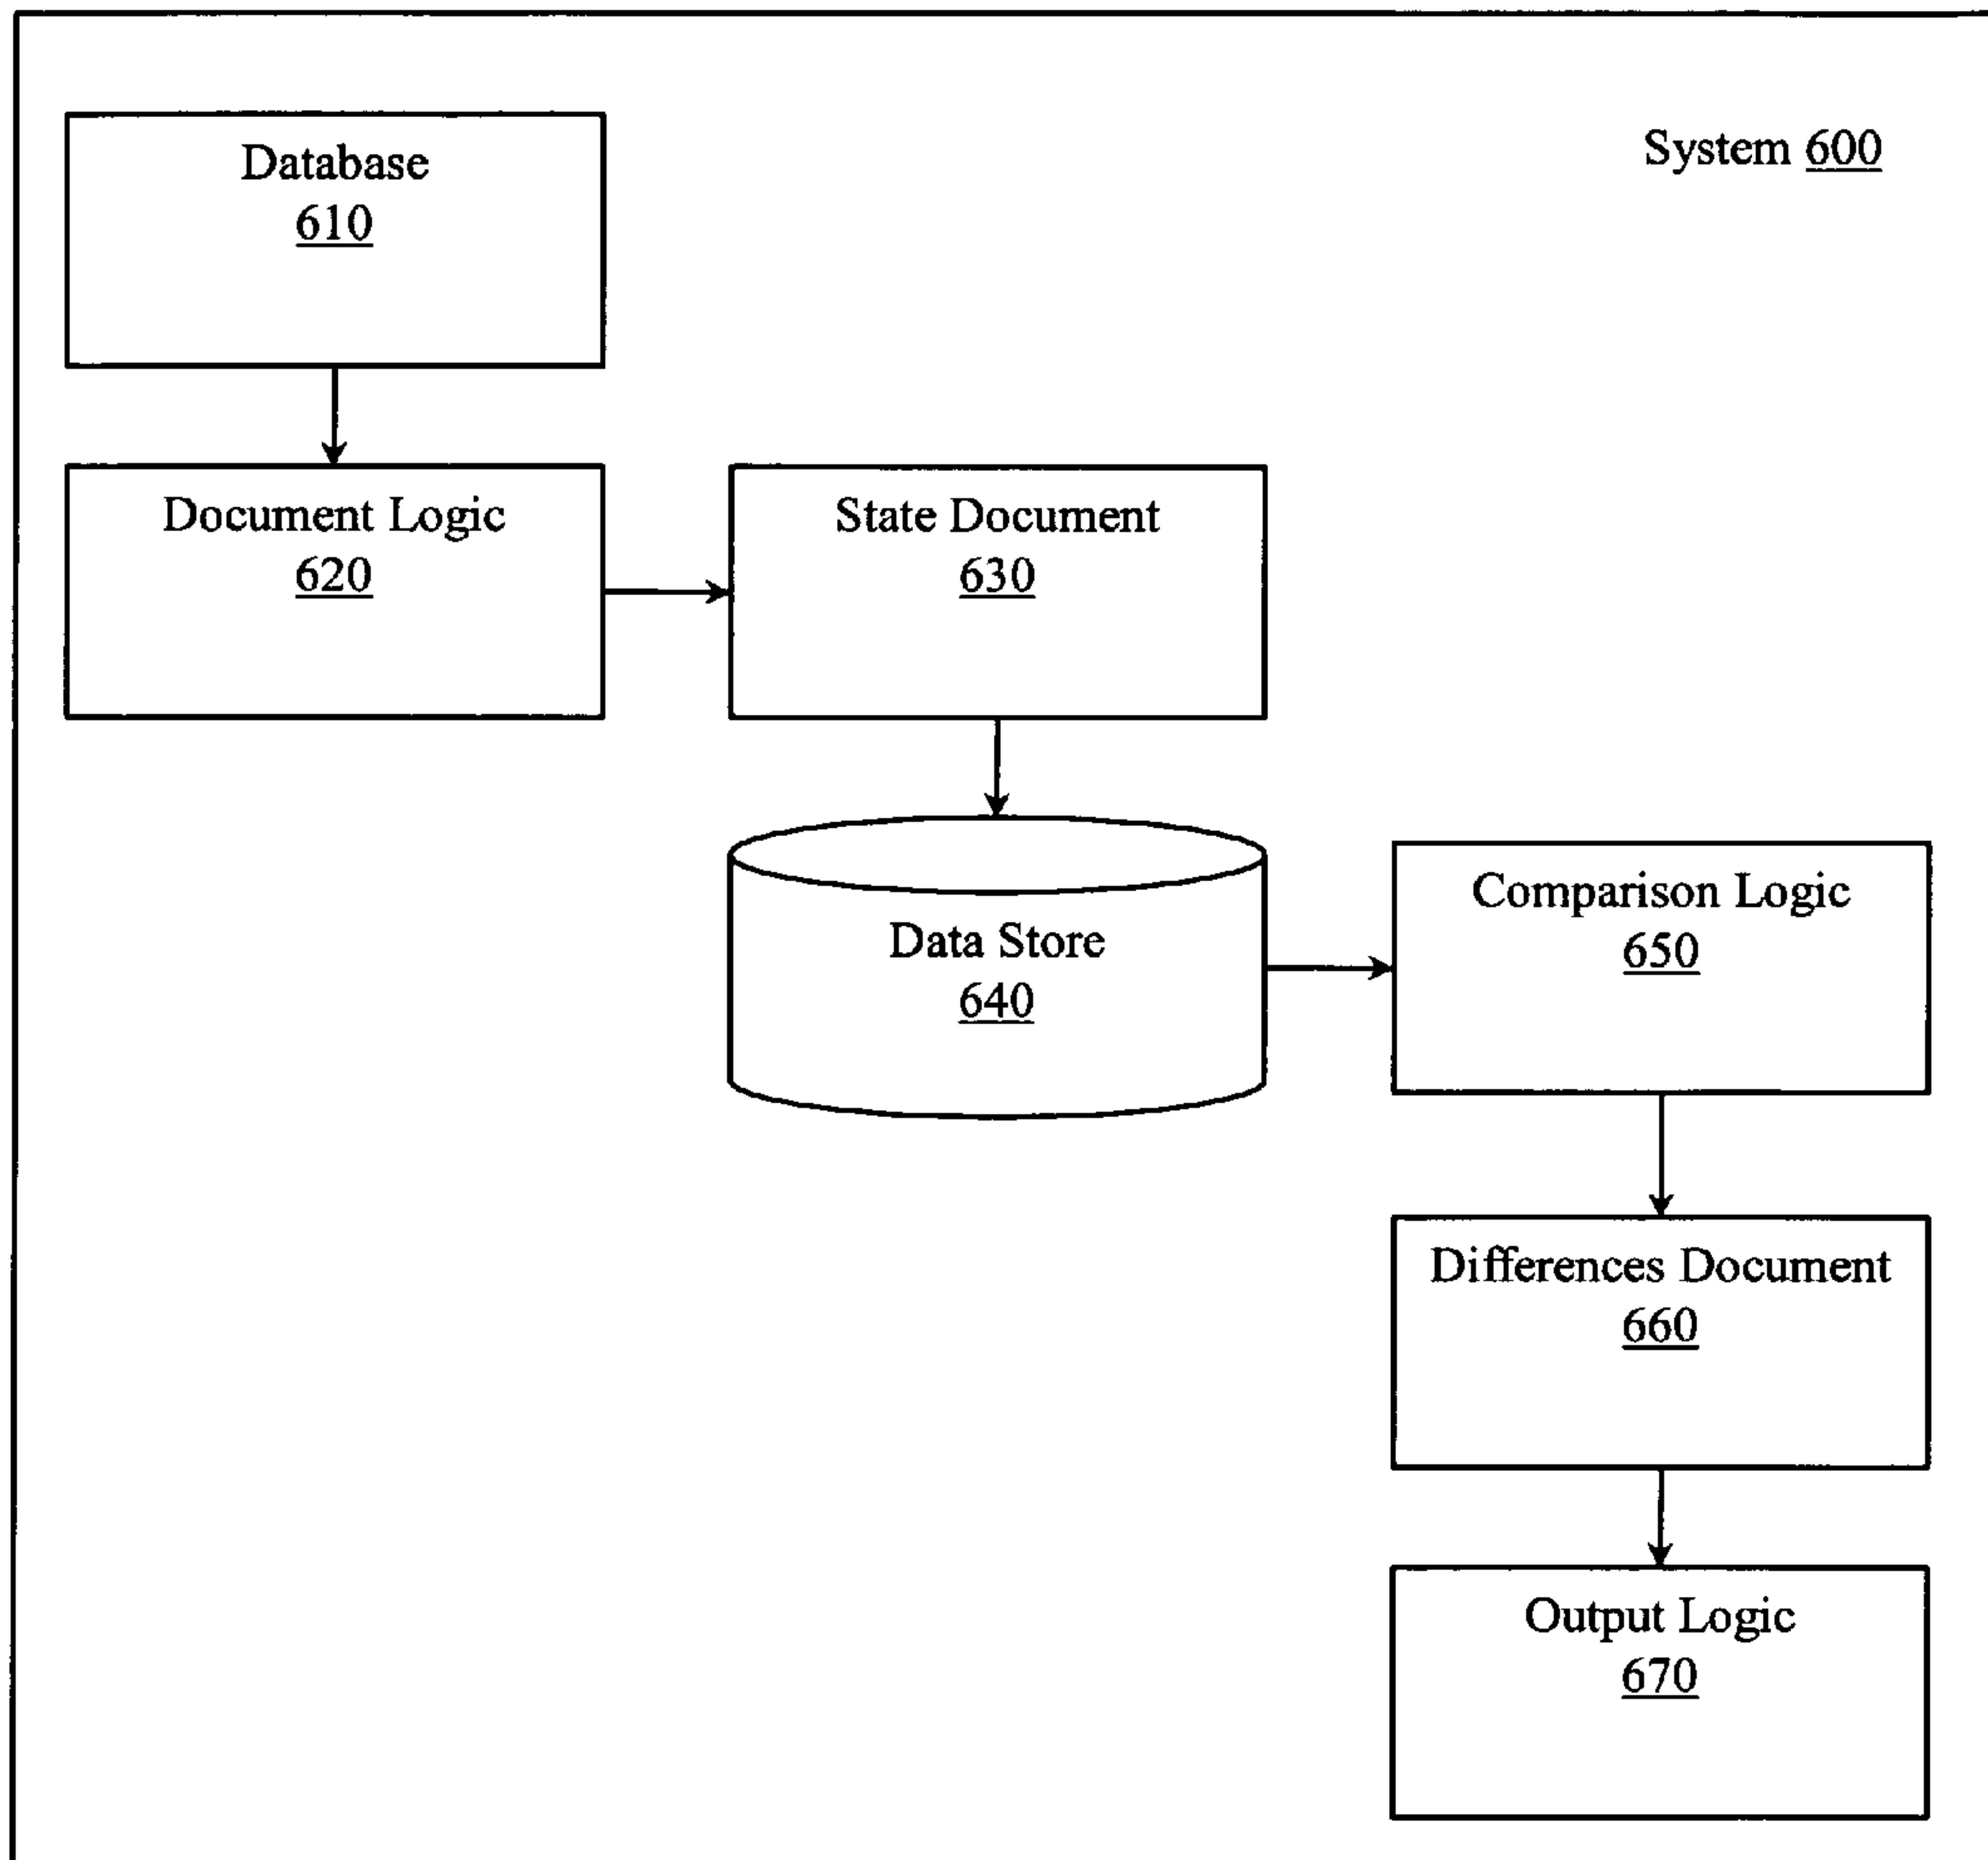 System 600
Database
610
Document Logic
620
State Document
630
Data Store
640
Comparison Logic
650
Differences Document
660
Output Logic
670